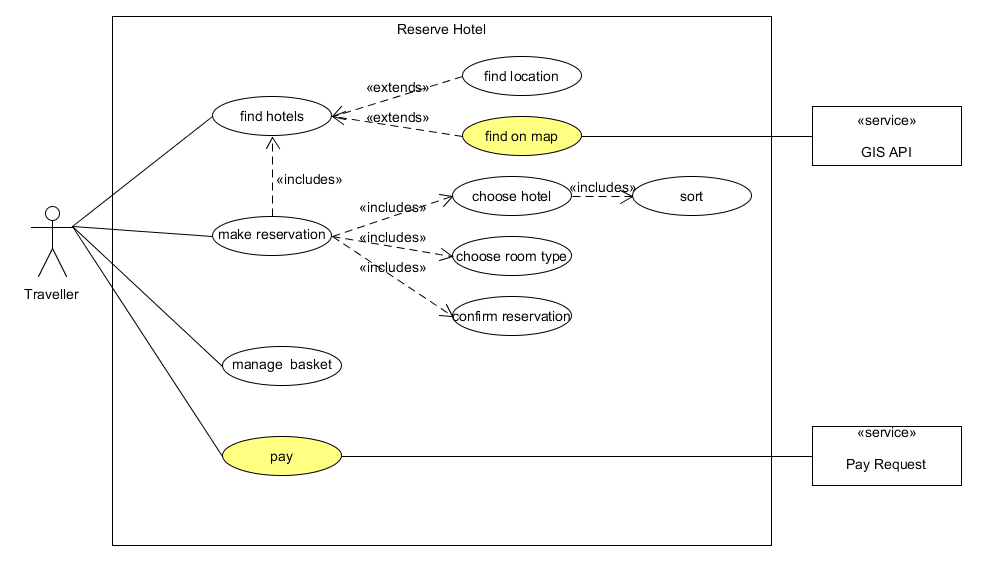 Reserve Hotel
find location
«extends»
find hotels
«extends»
find on map
«service»
GIS API
«includes»
«includes»
choose hotel
«includes»
sort
make reservation
«includes»
choose room type
«includes»
confirm reservation
Traveller
manage  basket
pay
«service»
Pay Request